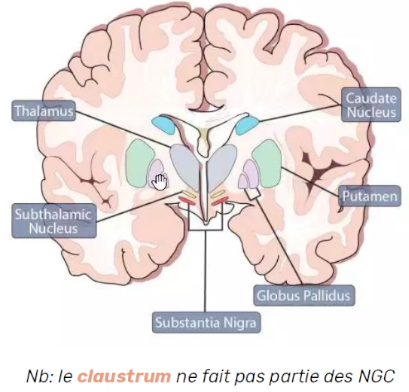 Thalamus
Caudate
Nucleus
Putamen
Subthalamic
Nucleus
Globus Pallidus
Substantia Nigra
Nb: le claustrum ne fait pas partie des NGC